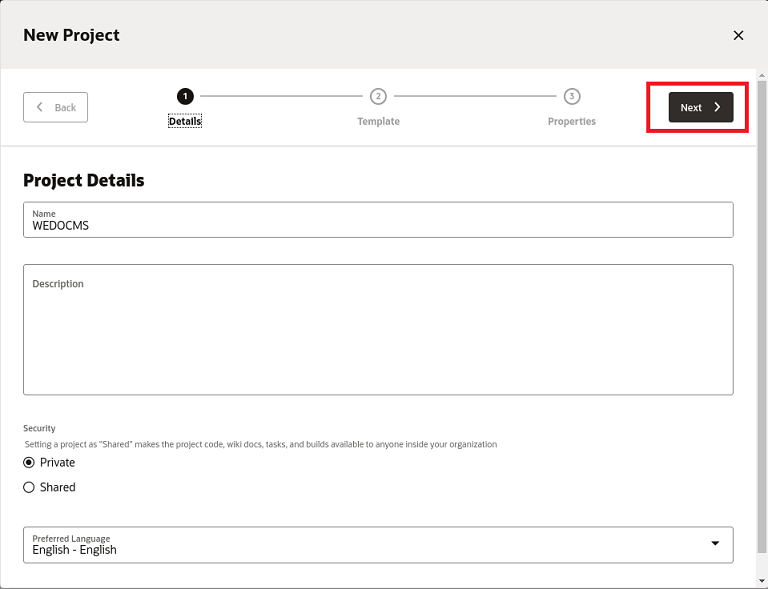 New Project
Back
1
2
3
Details
Template
Properties
Next
Project Details
Name
WEDOCMS
Description
Security
Setting a project as "Shared" makes the project code, wiki docs, tasks, and builds available to anyone inside your organization
Private
Shared
Preferred Language
English - English